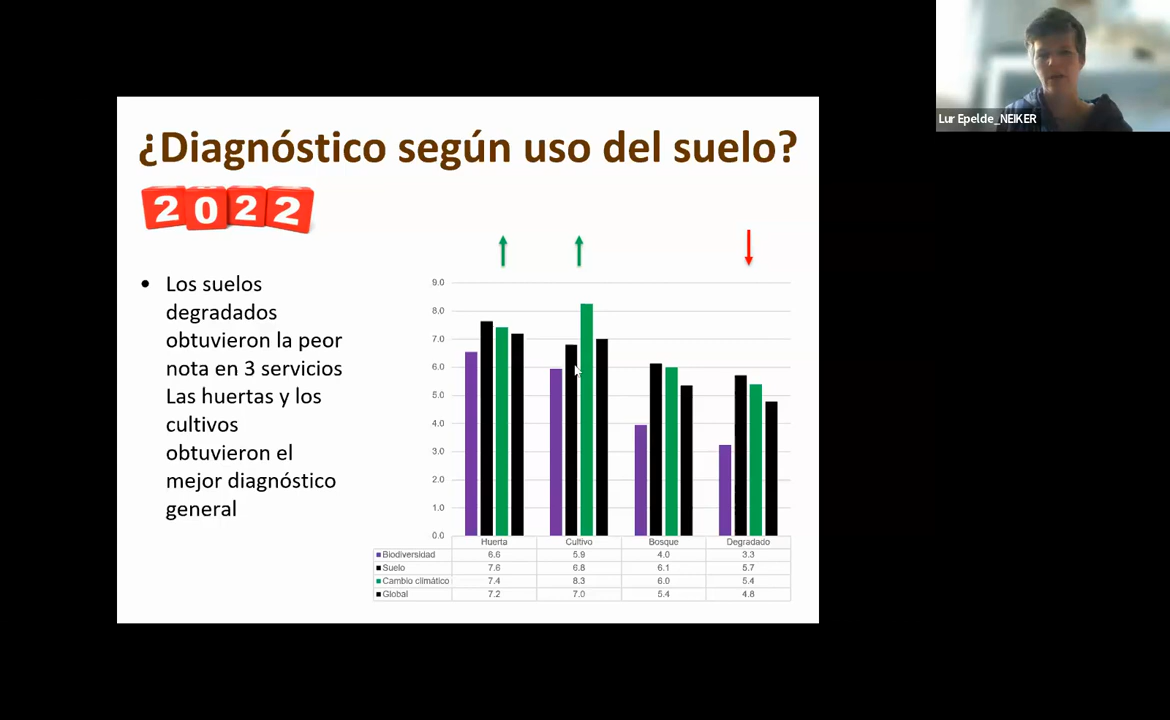 Lur Epelde_NEIKER
¿Diagnóstico según uso del suelo?
2022
• Los suelos
degradados
obtuvieron la peor
nota en 3 servicios
Las huertas y los
cultivos
obtuvieron el
mejor diagnóstico
general
9.0
8.0
7.0
6.0
5.0
4.0
3.0
2.0
1.0
0.0
Huerta Cultivo Bosque Degradado
Biodiversidad 6.6 5.9 4.0 3.3
Suelo 7.6 6.8 6.1 5.7
Cambio climático 7.4 8.3 6.0 5.4
Global 7.2 7.0 5.4 4.8